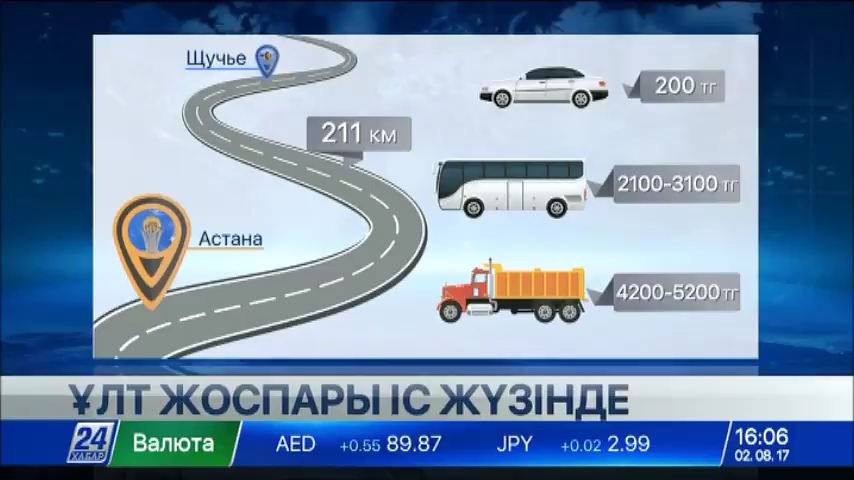 Щучье
200 тг
211 км
2100-3100 тг
Астана
4200-5200 тг
ҰЛТ ЖОСПАРЫ ІС ЖҮЗІНДЕ
24
ХАБАР
Валюта
AED +0.55 89.87
JPY +0.02 2.99
16:06
02.08.17